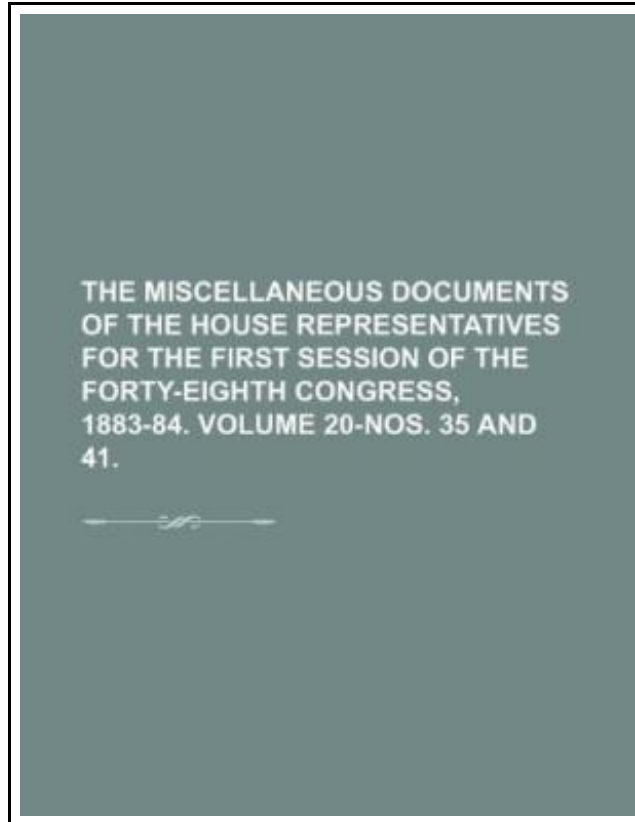 THE MISCELLANEOUS DOCUMENTS
OF THE HOUSE REPRESENTATIVES
FOR THE FIRST SESSION OF THE
FORTY-EIGHTH CONGRESS,
1883-84. VOLUME 20-NOS. 35 AND
41.